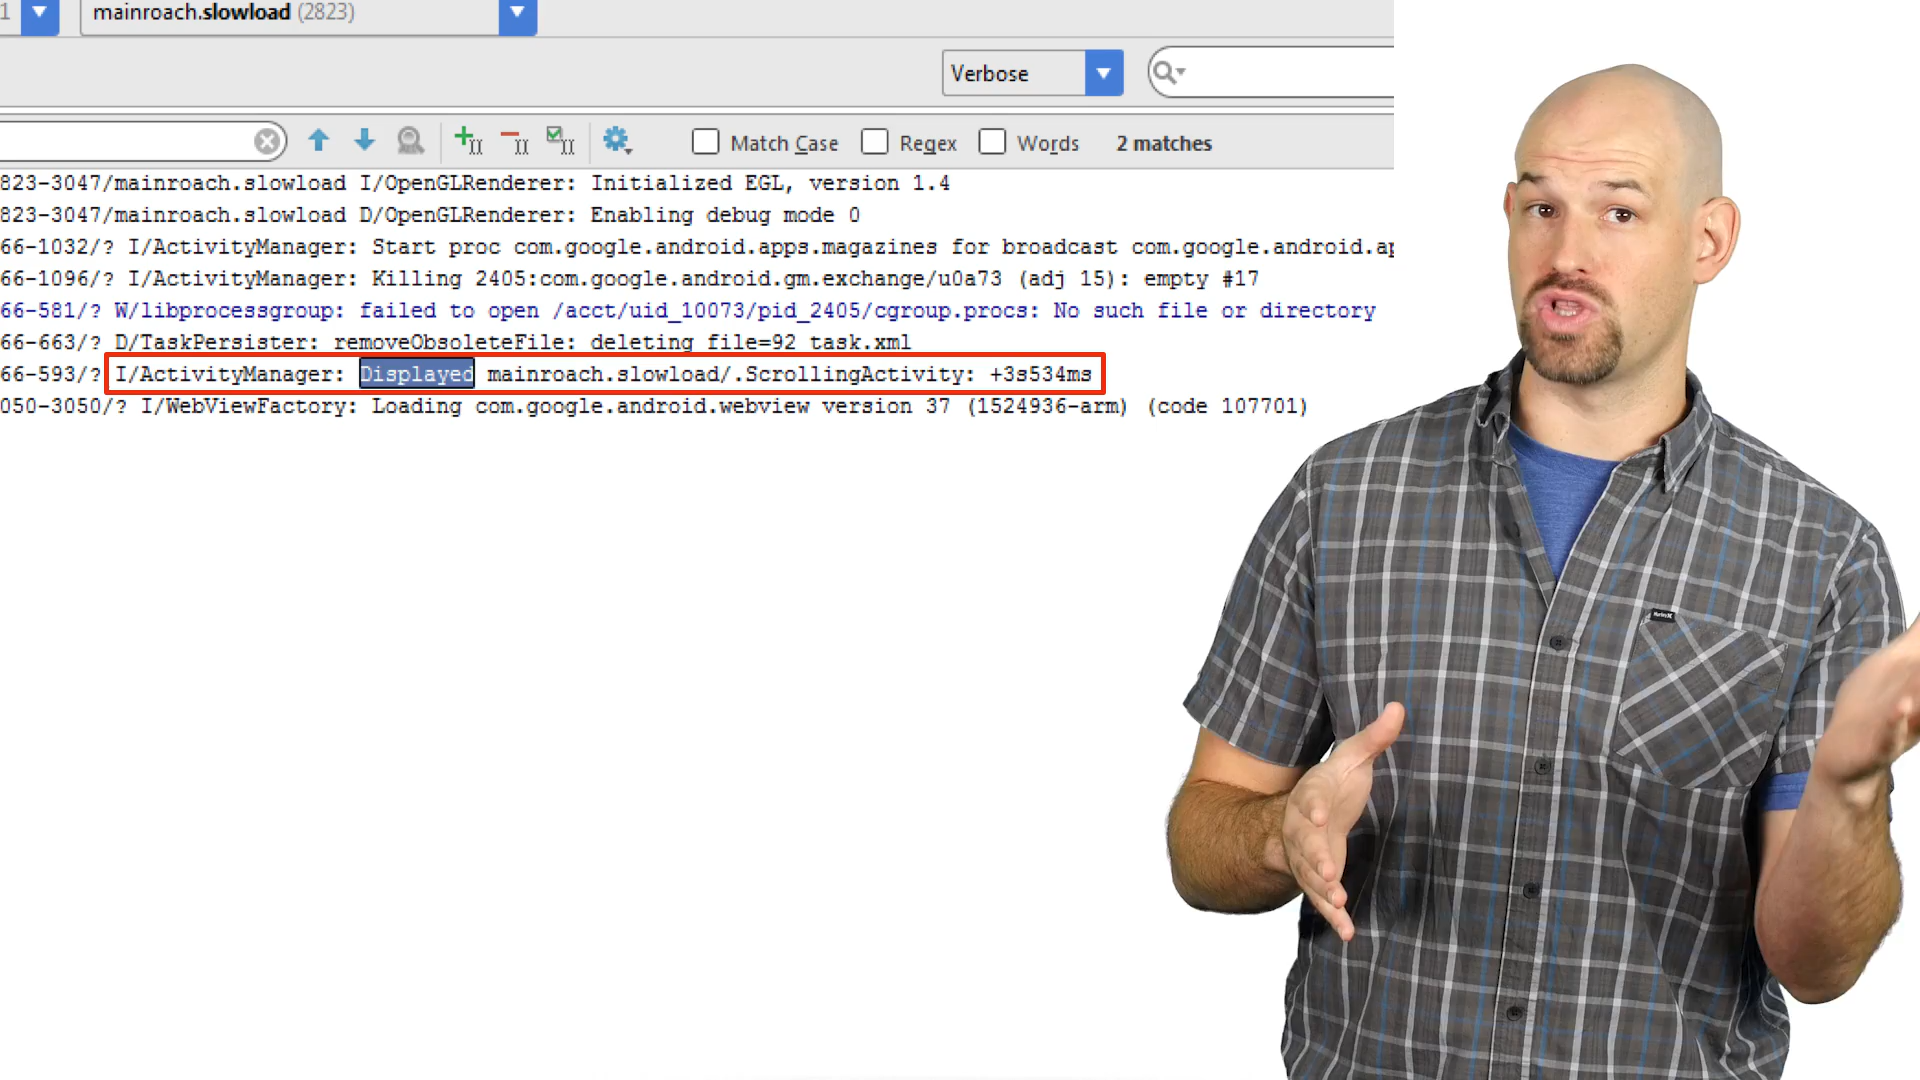 1 mainroach.slowload (2823)
Verbose
Match Case Regex Words 2 matches
823-3047/mainroach.slowload I/OpenGLRenderer: Initialized EGL, version 1.4
823-3047/mainroach.slowload D/OpenGLRenderer: Enabling debug mode 0
66-1032/? I/ActivityManager: Start proc com.google.android.apps.magazines for broadcast com.google.android.ap
66-1096/? I/ActivityManager: Killing 2405:com.google.android.gm.exchange/u0a73 (adj 15): empty #17
66-581/? W/libprocessgroup: failed to open /acct/uid_10073/pid_2405/cgroup.procs: No such file or directory
66-663/? D/TaskPersister: removeObsoleteFile: deleting file=92_task.xml
66-593/? I/ActivityManager: Displayed mainroach.slowload/.ScrollingActivity: +3s534ms
050-3050/? I/WebViewFactory: Loading com.google.android.webview version 37 (1524936-arm) (code 107701)
Hurley